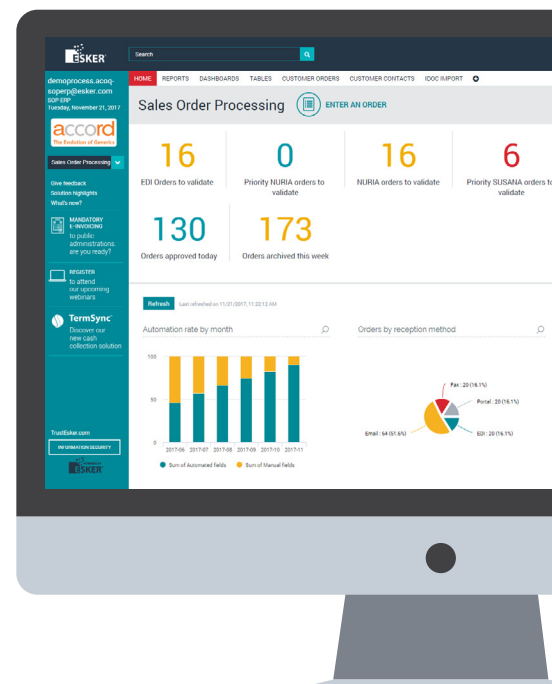 ESKER
Search
demoprocess.acoq-
soperp@esker.com
SOP ERP
Tuesday, November 21, 2017
accord
The Evolution of Generics
Sales Order Processing
Give feedback
Solution highlights
What's new?
MANDATORY
E-INVOICING
to public
administrations.
are you ready?
REGISTER
to attend
our upcoming
webinars
TermSync
Discover our
new cash
collection solution
TrustEsker.com
INFORMATION SECURITY
ESKER
HOME REPORTS DASHBOARDS TABLES CUSTOMER ORDERS CUSTOMER CONTACTS IDOC IMPORT
Sales Order Processing ENTER AN ORDER
16
EDI Orders to validate
0
Priority NURIA orders to
validate
16
NURIA orders to validate
6
Priority SUSANA orders to
validate
130
Orders approved today
173
Orders archived this week
Refresh Last refreshed on 11/21/2017, 11:22:12 AM
Automation rate by month
100
50
0
2017-06 2017-07 2017-08 2017-09 2017-10 2017-11
Sum of Automated fields Sum of Manual fields
Orders by reception method
Fax : 20 (16.1%)
Portal : 20 (16.1%)
Email : 64 (51.6%)
EDI : 20 (16.1%)